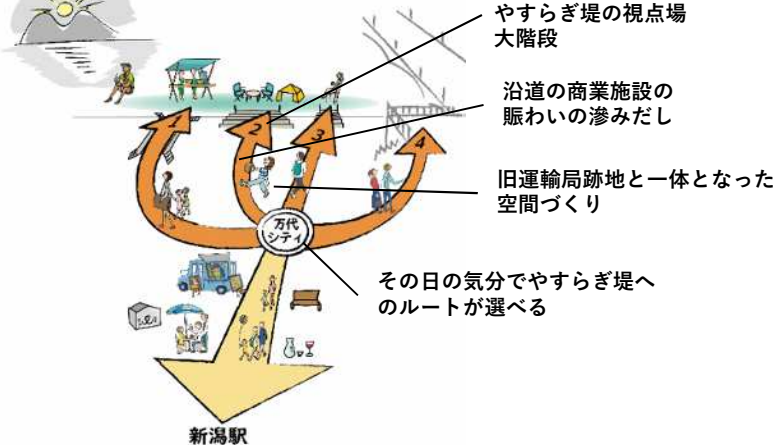 やすらぎ堤の視点場
大階段
沿道の商業施設の
賑わいの滲みだし
旧運輸局跡地と一体となった
空間づくり
その日の気分でやすらぎ堤へ
のルートが選べる
1
2
3
4
万代
シティ
新潟駅